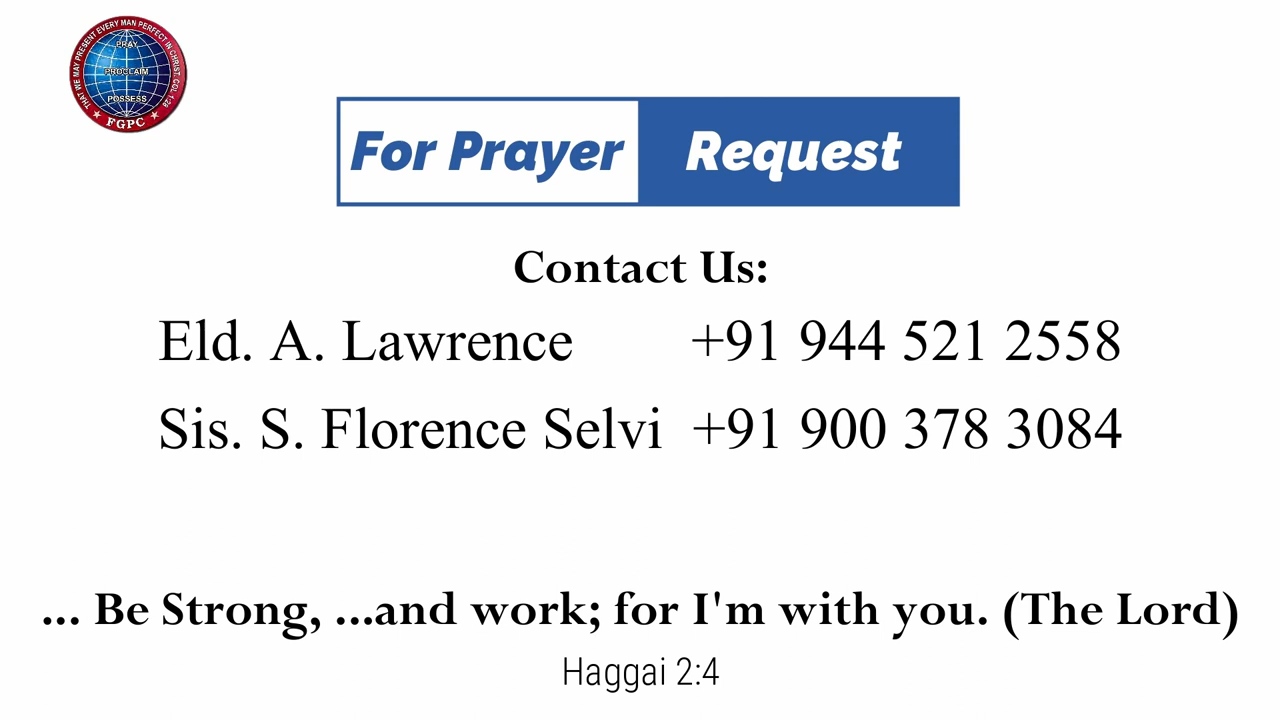 THAT WE MAY PRESENT EVERY MAN PERFECT IN CHRIST. COL 1:28
PRAY
PROCLAIM
POSSESS
★ FGPC ★
For Prayer Request
Contact Us:
Eld. A. Lawrence +91 944 521 2558
Sis. S. Florence Selvi +91 900 378 3084
... Be Strong, ...and work; for I'm with you. (The Lord)
Haggai 2:4